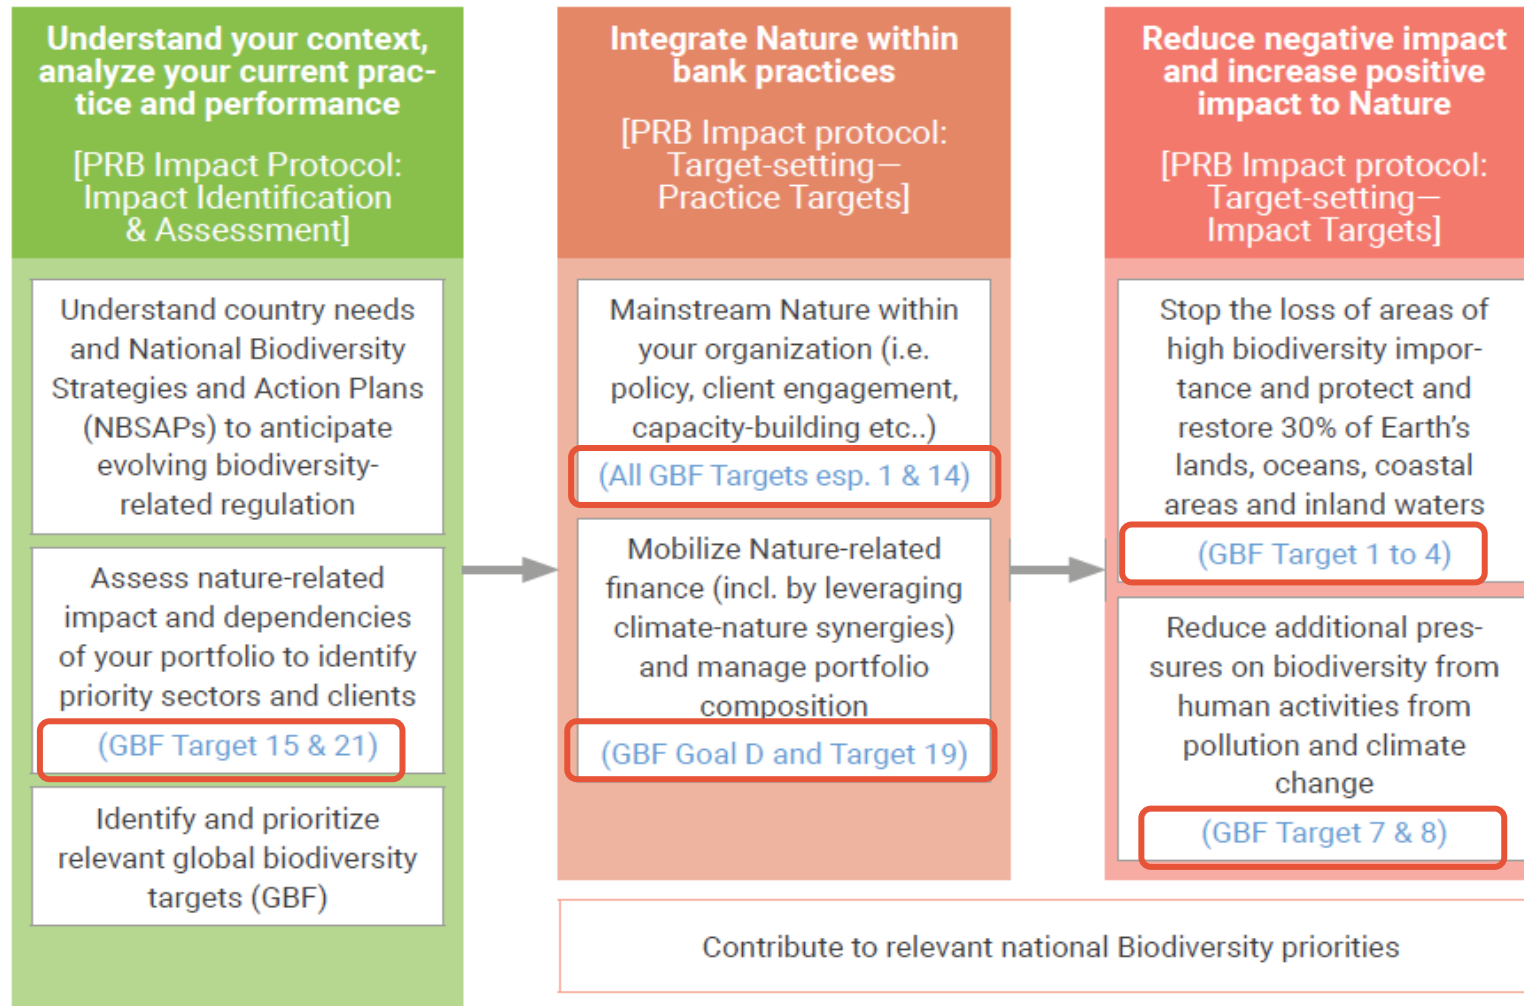 Understand your context,
analyze your current prac-
tice and performance
[PRB Impact Protocol:
Impact Identification
& Assessment]
Understand country needs
and National Biodiversity
Strategies and Action Plans
(NBSAPs) to anticipate
evolving biodiversity-
related regulation
Assess nature-related
impact and dependencies
of your portfolio to identify
priority sectors and clients
(GBF Target 15 & 21)
Identify and prioritize
relevant global biodiversity
targets (GBF)
Integrate Nature within
bank practices
[PRB Impact protocol:
Target-setting—
Practice Targets]
Mainstream Nature within
your organization (i.e.
policy, client engagement,
capacity-building etc..)
(All GBF Targets esp. 1 & 14)
Mobilize Nature-related
finance (incl. by leveraging
climate-nature synergies)
and manage portfolio
composition
(GBF Goal D and Target 19)
Reduce negative impact
and increase positive
impact to Nature
[PRB Impact protocol:
Target-setting—
Impact Targets]
Stop the loss of areas of
high biodiversity impor-
tance and protect and
restore 30% of Earth's
lands, oceans, coastal
areas and inland waters
(GBF Target 1 to 4)
Reduce additional pres-
sures on biodiversity from
human activities from
pollution and climate
change
(GBF Target 7 & 8)
Contribute to relevant national Biodiversity priorities